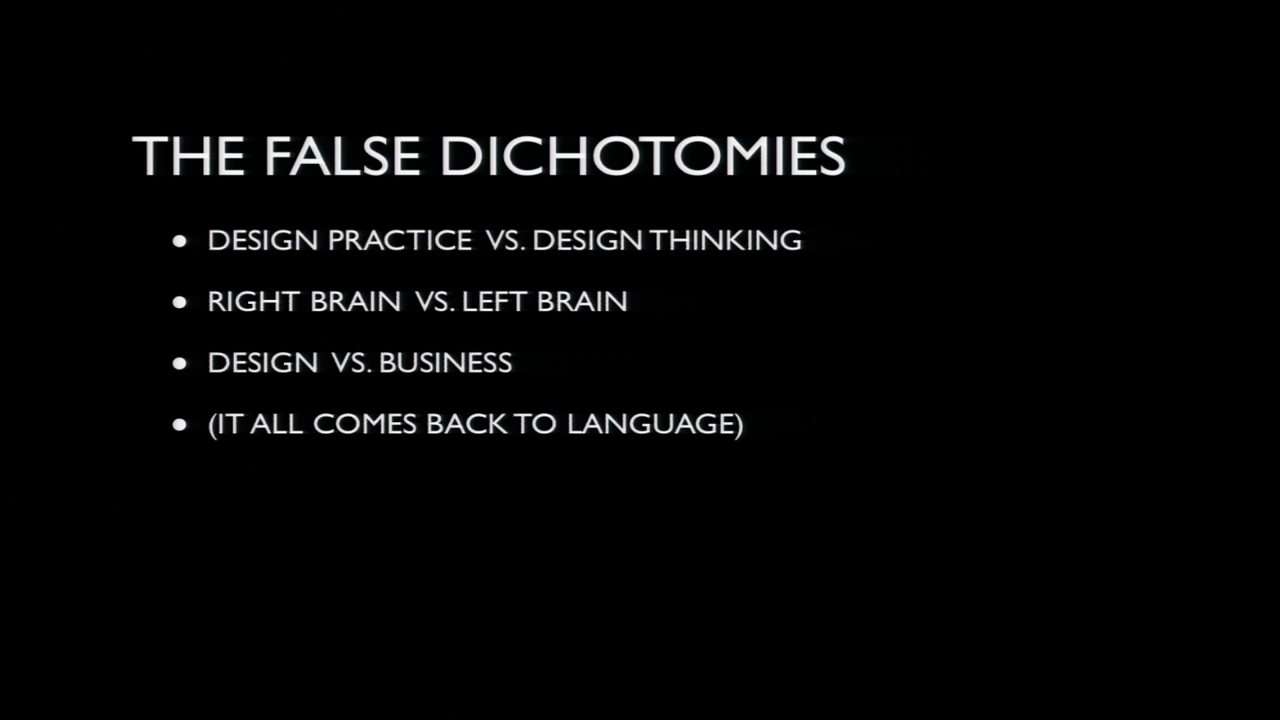 THE FALSE DICHOTOMIES
• DESIGN PRACTICE VS. DESIGN THINKING
• RIGHT BRAIN VS. LEFT BRAIN
• DESIGN VS. BUSINESS
• (IT ALL COMES BACK TO LANGUAGE)